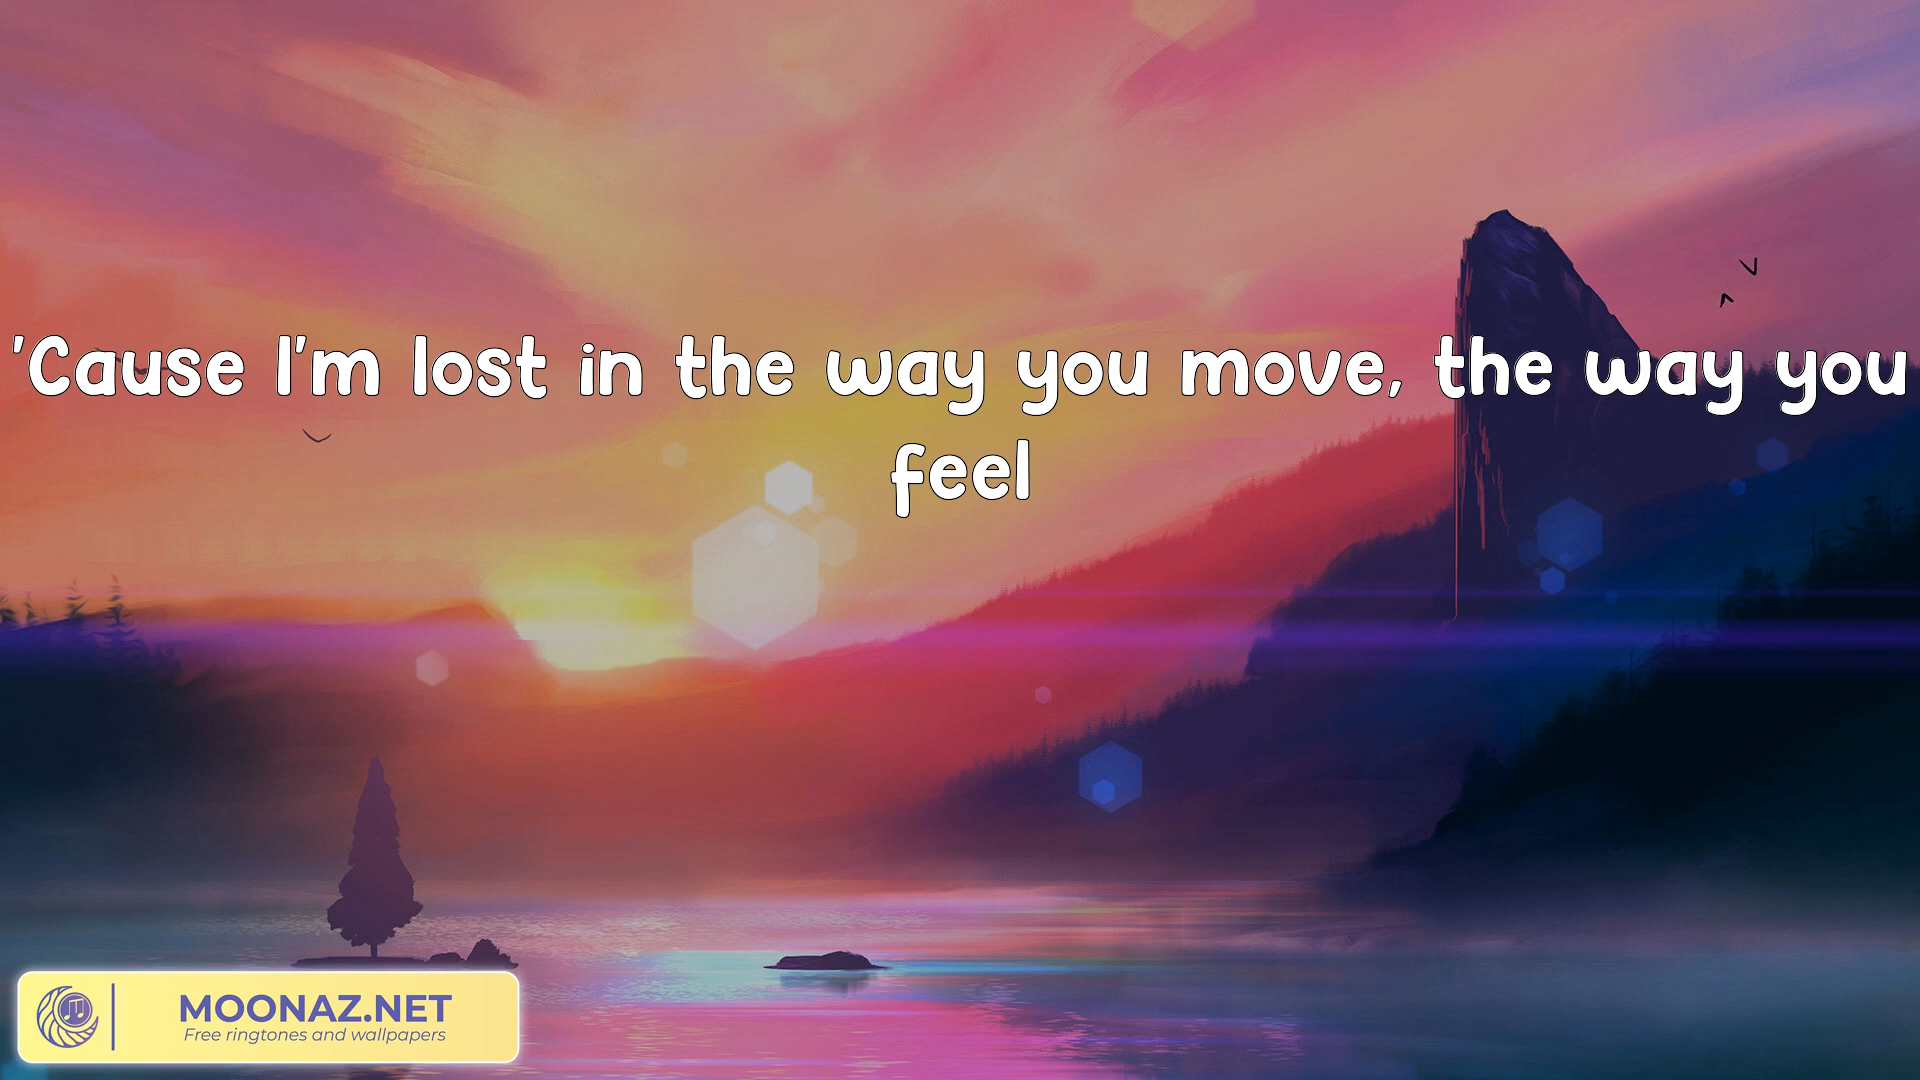 'Cause I'm lost in the way you move, the way you
feel
MOONAZ.NET
Free ringtones and wallpapers